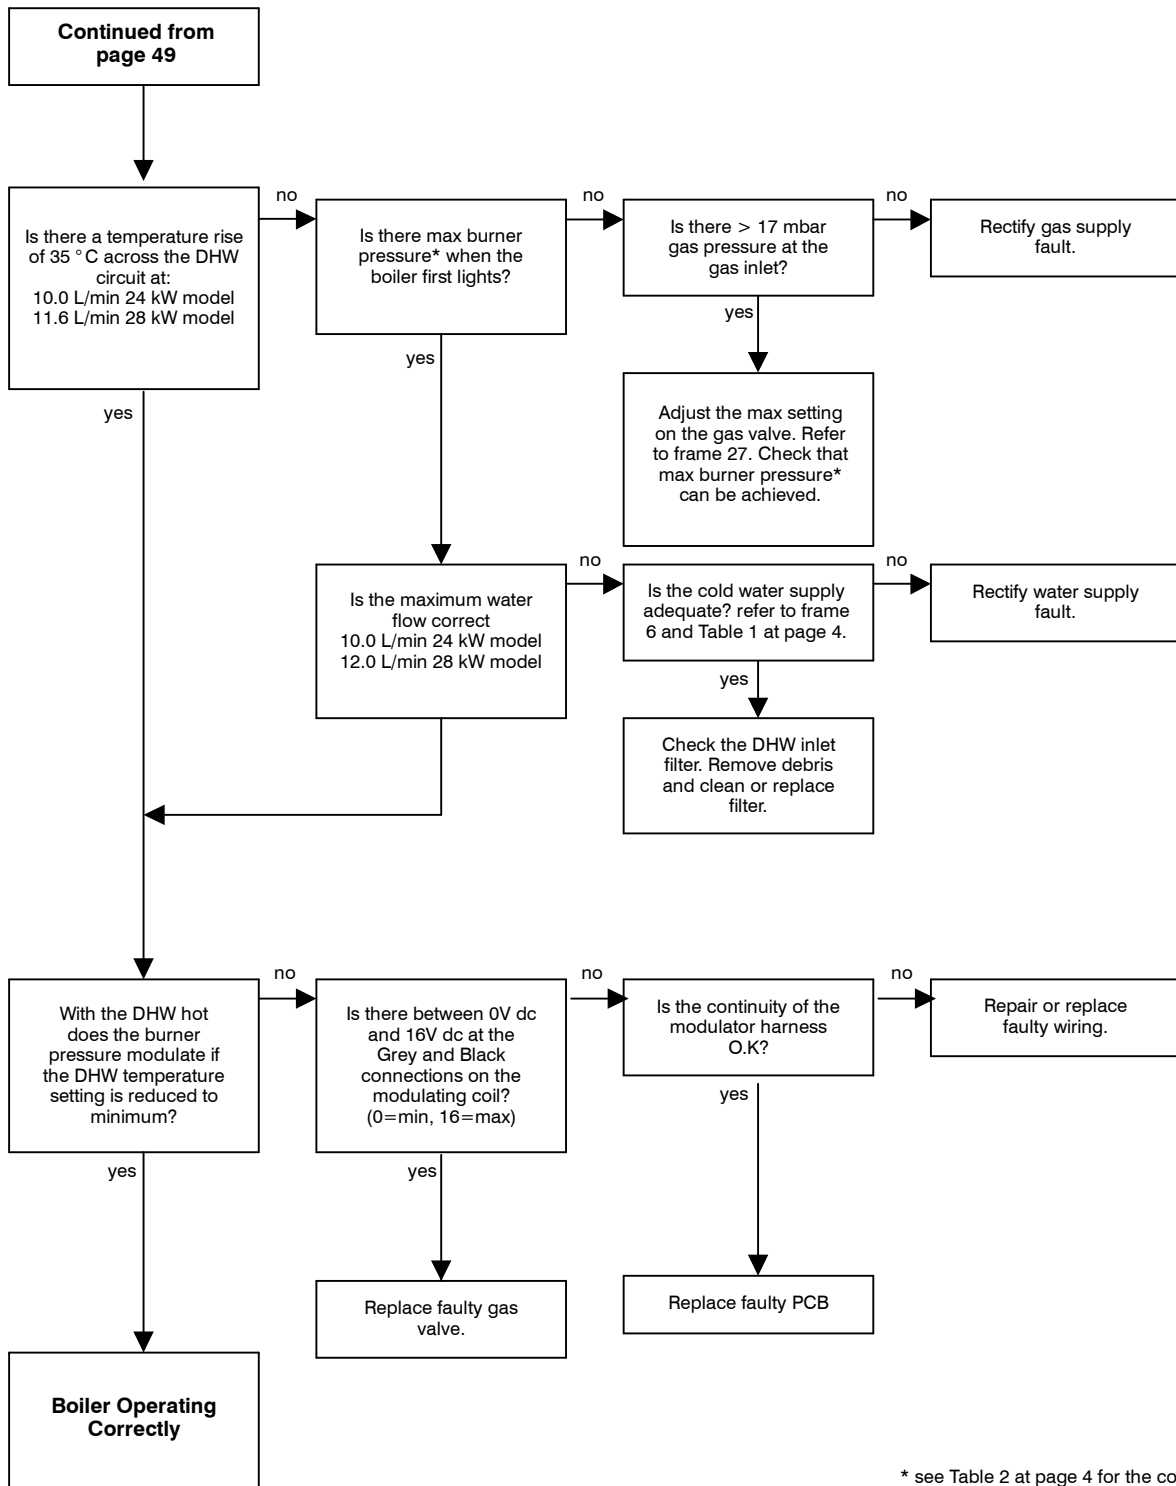 Continued from
page 49
Is there a temperature rise
of 35 °C across the DHW
circuit at:
10.0 L/min 24 kW model
11.6 L/min 28 kW model
no
Is there max burner
pressure* when the
boiler first lights?
no
Is there > 17 mbar
gas pressure at the
gas inlet?
no
Rectify gas supply
fault.
yes
Adjust the max setting
on the gas valve. Refer
to frame 27. Check that
max burner pressure*
can be achieved.
yes
yes
Is the maximum water
flow correct
10.0 L/min 24 kW model
12.0 L/min 28 kW model
no
Is the cold water supply
adequate? refer to frame
6 and Table 1 at page 4.
no
Rectify water supply
fault.
yes
Check the DHW inlet
filter. Remove debris
and clean or replace
filter.
With the DHW hot
does the burner
pressure modulate if
the DHW temperature
setting is reduced to
minimum?
no
Is there between 0V dc
and 16V dc at the
Grey and Black
connections on the
modulating coil?
(0=min, 16=max)
no
Is the continuity of the
modulator harness
O.K?
no
Repair or replace
faulty wiring.
yes
yes
yes
Replace faulty gas
valve.
Replace faulty PCB
Boiler Operating
Correctly
* see Table 2 at page 4 for the co